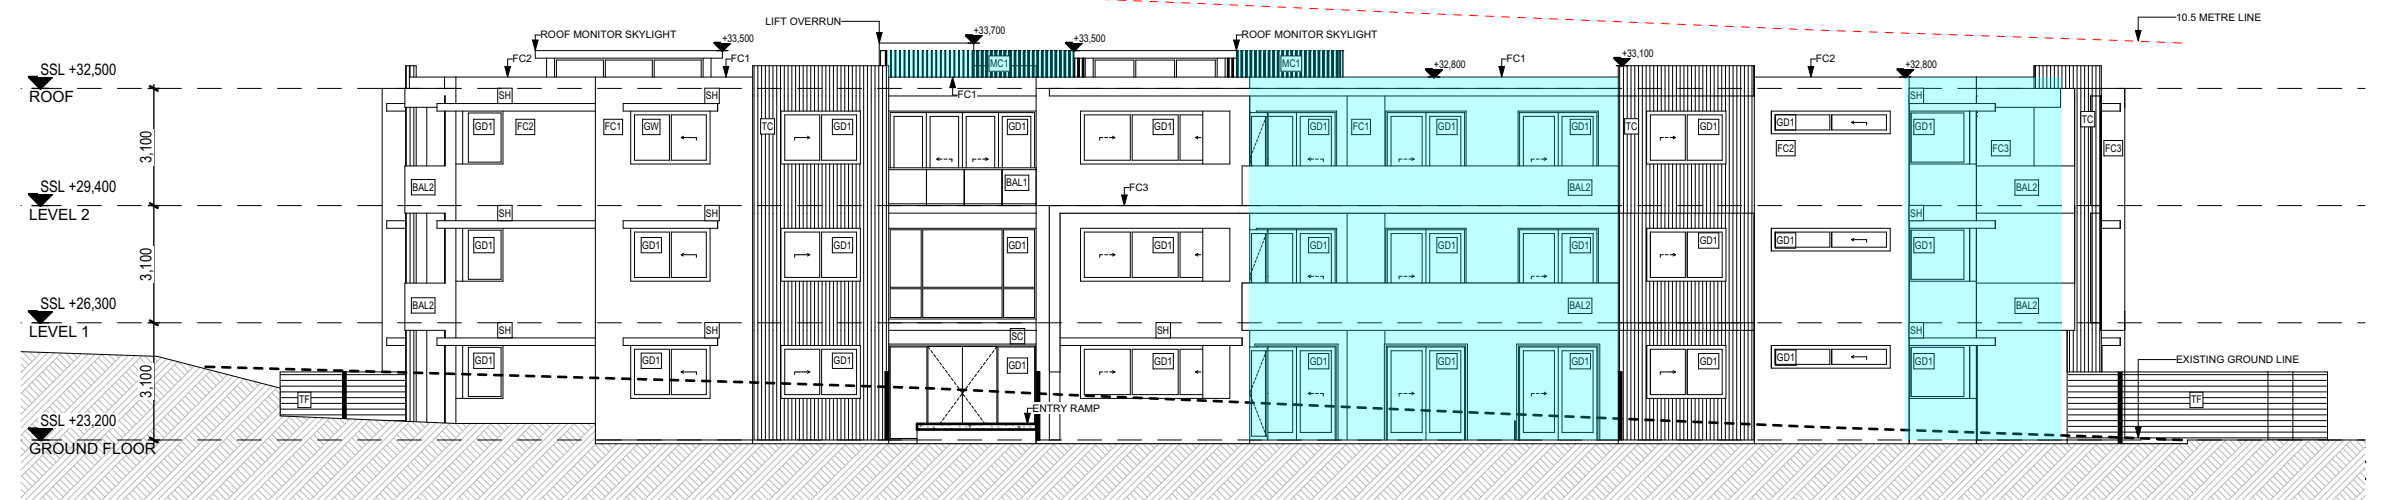 10.5 METRE LINE
LIFT OVERRUN
ROOF MONITOR SKYLIGHT
+33,700
ROOF MONITOR SKYLIGHT
+33,500
+33,500
+33,100
FC2
FC1
MC1
MC1
FC1
FC2
+32,800
+32,800
SSL +32,500
ROOF
SH
SH
FC1
SH
GD1
FC2
FC1
GW
TC
GD1
GD1
GD1
GD1
FC1
GD1
GD1
TC
GD1
GD1
FC2
GD1
FC3
TC
FC3
3,100
SSL +29,400
LEVEL 2
BAL2
BAL1
FC3
BAL2
BAL2
SH
SH
SH
GD1
GD1
GD1
GD1
GD1
GD1
GD1
GD1
GD1
GD1
GD1
3,100
SSL +26,300
LEVEL 1
BAL2
BAL2
BAL2
SH
SH
SC
SH
SH
GD1
GD1
GD1
GD1
GD1
GD1
GD1
GD1
GD1
GD1
GD1
EXISTING GROUND LINE
3,100
TF
ENTRY RAMP
TF
SSL +23,200
GROUND FLOOR